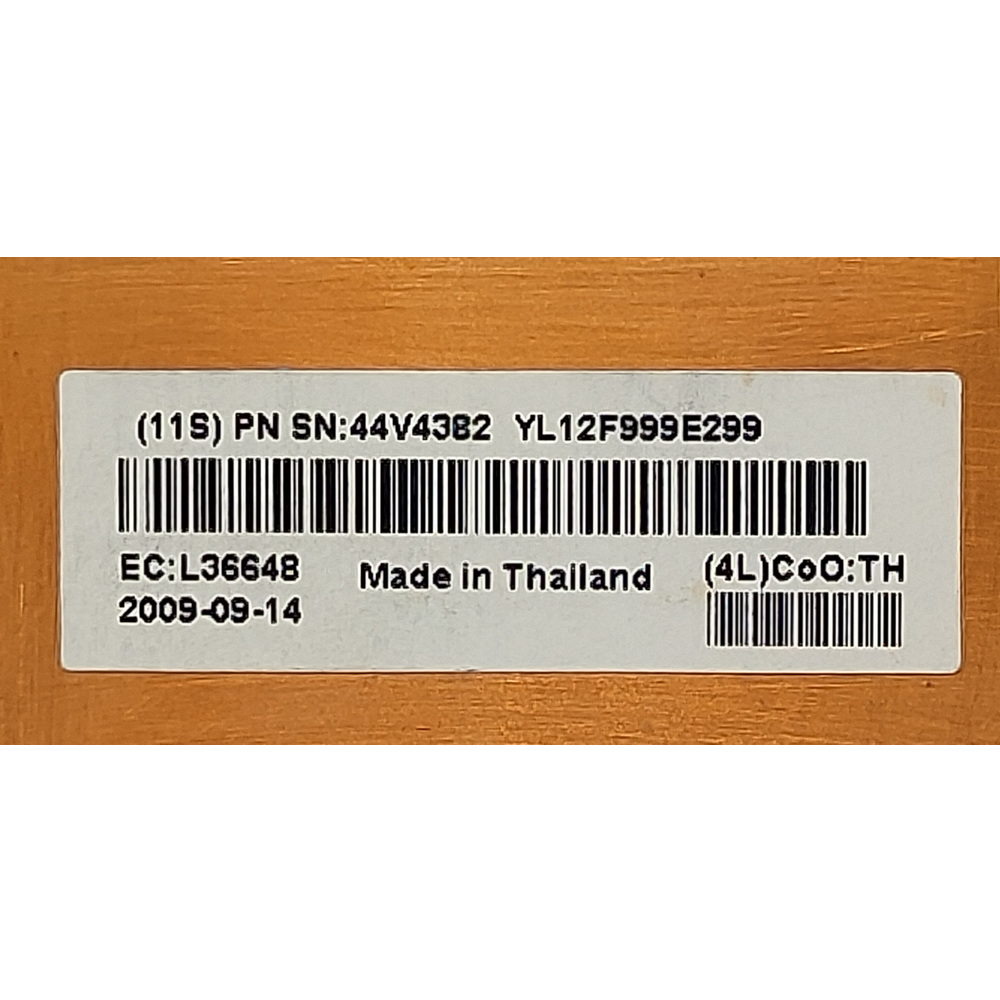 (11S) PN SN:44V4382 YL12F999E299
EC:L36648
Made in Thailand
(4L)CoO:TH
2009-09-14